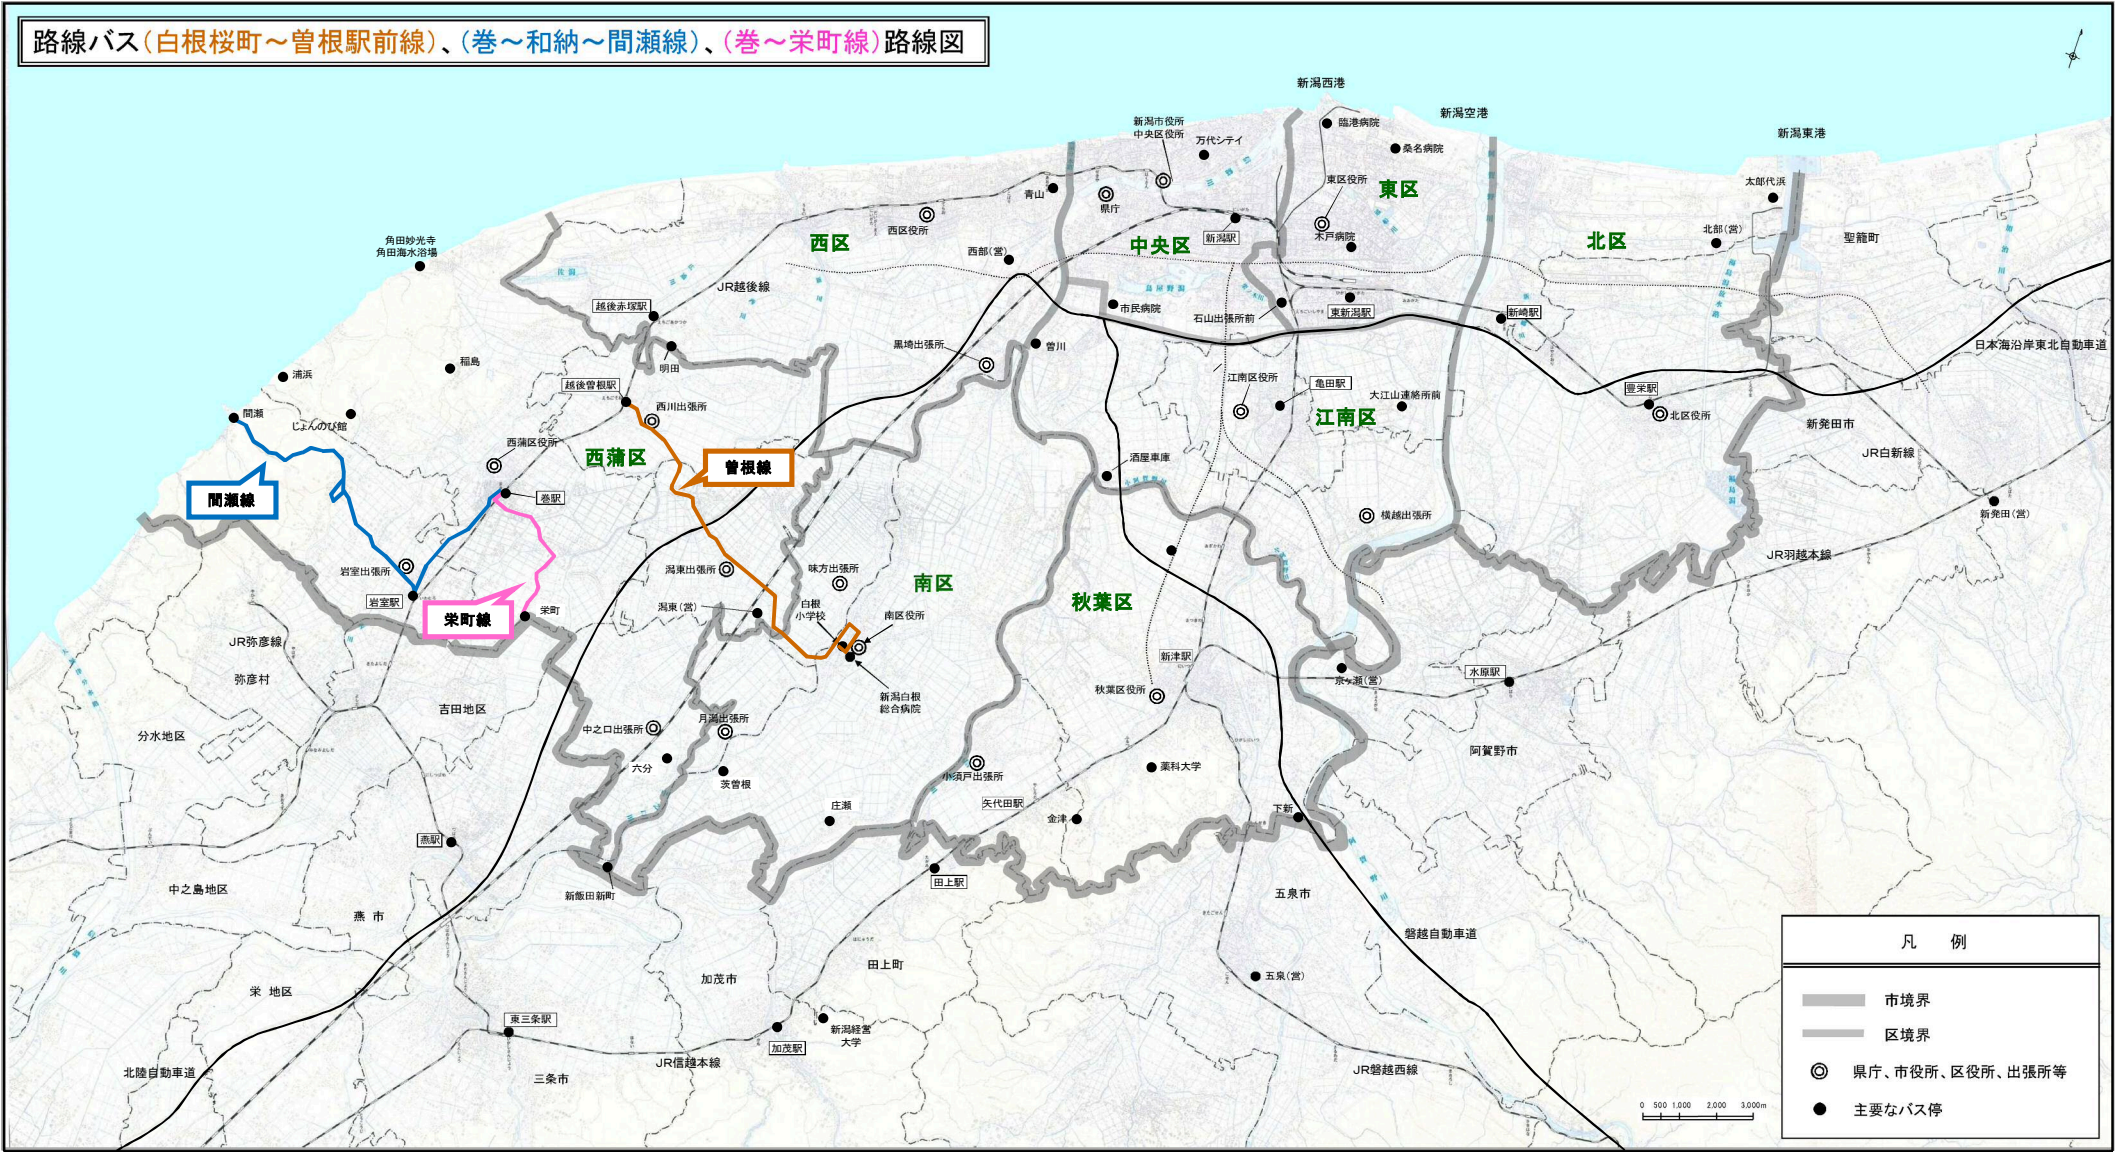 路線バス(白根桜町～曽根駅前線)、(巻～和納～間瀬線)、(巻～栄町線)路線図
新潟西港
新潟空港
新潟東港
新潟市役所
中央区役所
万代シテイ
臨港病院
桑名病院
東区役所
東区
太郎代浜
青山
県庁
西区役所
西区
西部(営)
中央区
新潟駅
木戸病院
北区
北部(営)
聖籠町
角田妙光寺
角田海水浴場
佐潟
JR越後線
越後赤塚駅
鳥屋野潟
市民病院
石山出張所前
東新潟駅
新崎駅
日本海沿岸東北自動車道
黒埼出張所
曽川
明田
稲島
浦浜
越後曽根駅
西川出張所
江南区役所
亀田駅
大江山連絡所前
江南区
豊栄駅
北区役所
新発田市
JR白新線
間瀬
じょんのび館
西蒲区役所
西蒲区
曽根線
間瀬線
巻駅
酒屋車庫
小阿賀野川
横越出張所
福島潟
新発田(営)
JR羽越本線
岩室出張所
岩室駅
栄町線
栄町
潟東出張所
味方出張所
潟東(営)
白根
小学校
南区役所
南区
秋葉区
JR弥彦線
弥彦村
新潟白根
総合病院
新津駅
秋葉区役所
京ヶ瀬(営)
水原駅
吉田地区
分水地区
中之口出張所
月潟出張所
六分
茨曽根
小須戸出張所
薬科大学
阿賀野市
庄瀬
矢代田駅
金津
下新
燕駅
中之島地区
燕市
新飯田新町
田上駅
五泉市
磐越自動車道
栄地区
加茂市
田上町
五泉(営)
東三条駅
加茂駅
新潟経営
大学
北陸自動車道
三条市
JR信越本線
JR磐越西線
凡 例
市境界
区境界
県庁、市役所、区役所、出張所等
主要なバス停
0 500 1,000 2,000 3,000m